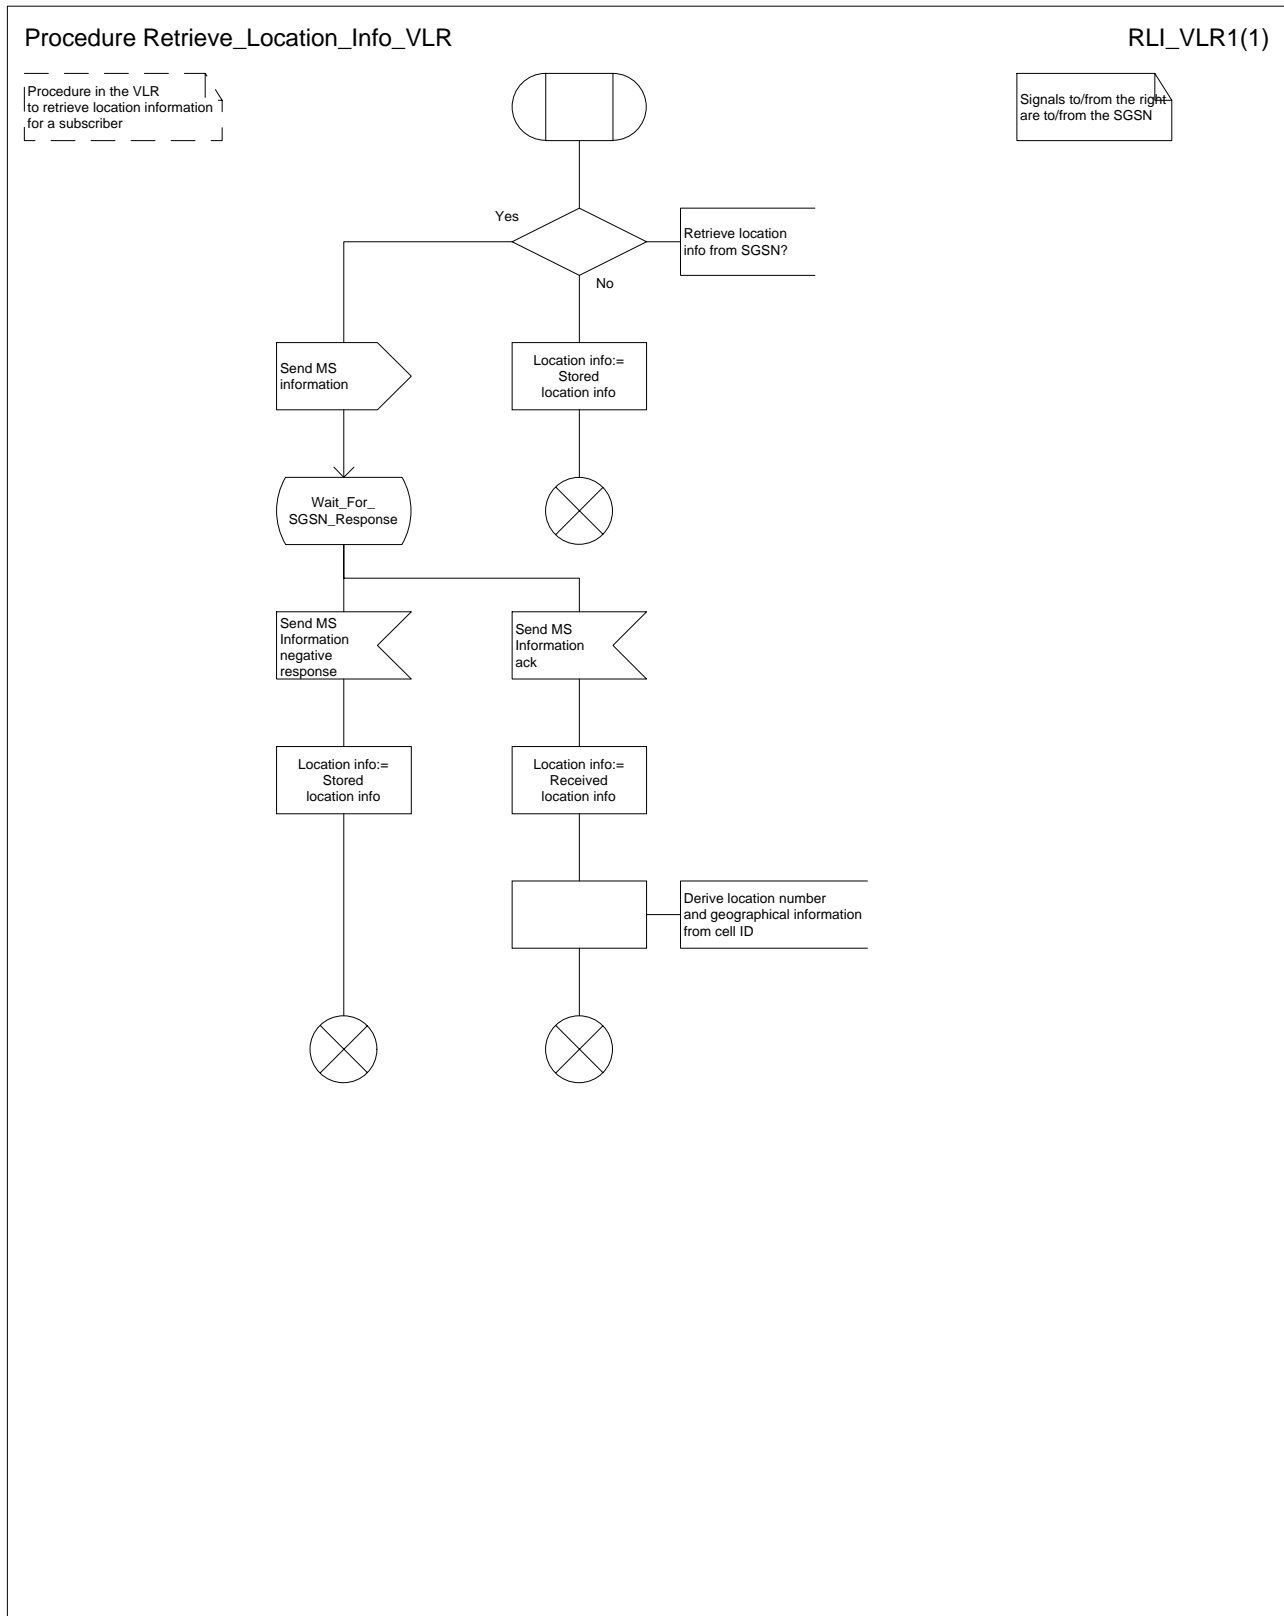 Procedure Retrieve_Location_Info_VLR
RLI_VLR1(1)
Procedure in the VLR
to retrieve location information
for a subscriber
Signals to/from the right
are to/from the SGSN
Yes
Retrieve location
info from SGSN?
No
Send MS
information
Location info:=
Stored
location info
Wait_For_
SGSN_Response
Send MS
Information
negative
response
Send MS
Information
ack
Location info:=
Stored
location info
Location info:=
Received
location info
Derive location number
and geographical information
from cell ID